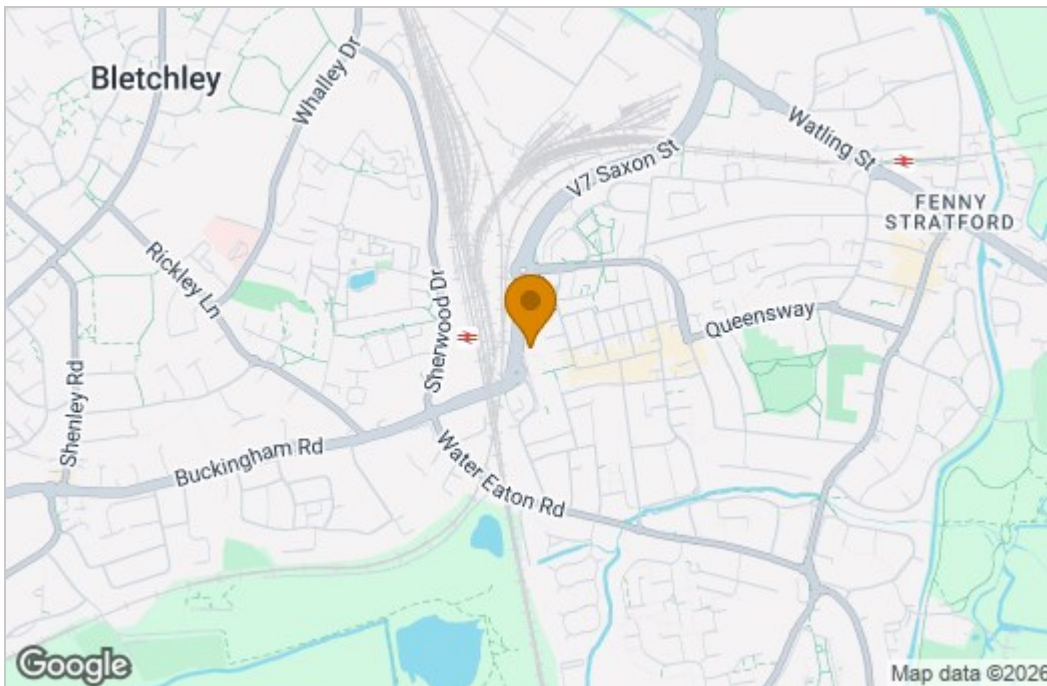 Bletchley
Whalley Dr
Watling St
V7 Saxon St
FENNY
STRATFORD
Rickley Ln
Sherwood Dr
Queensway
Shenley Rd
Buckingham Rd
Water Eaton Rd
Google
Map data ©2026